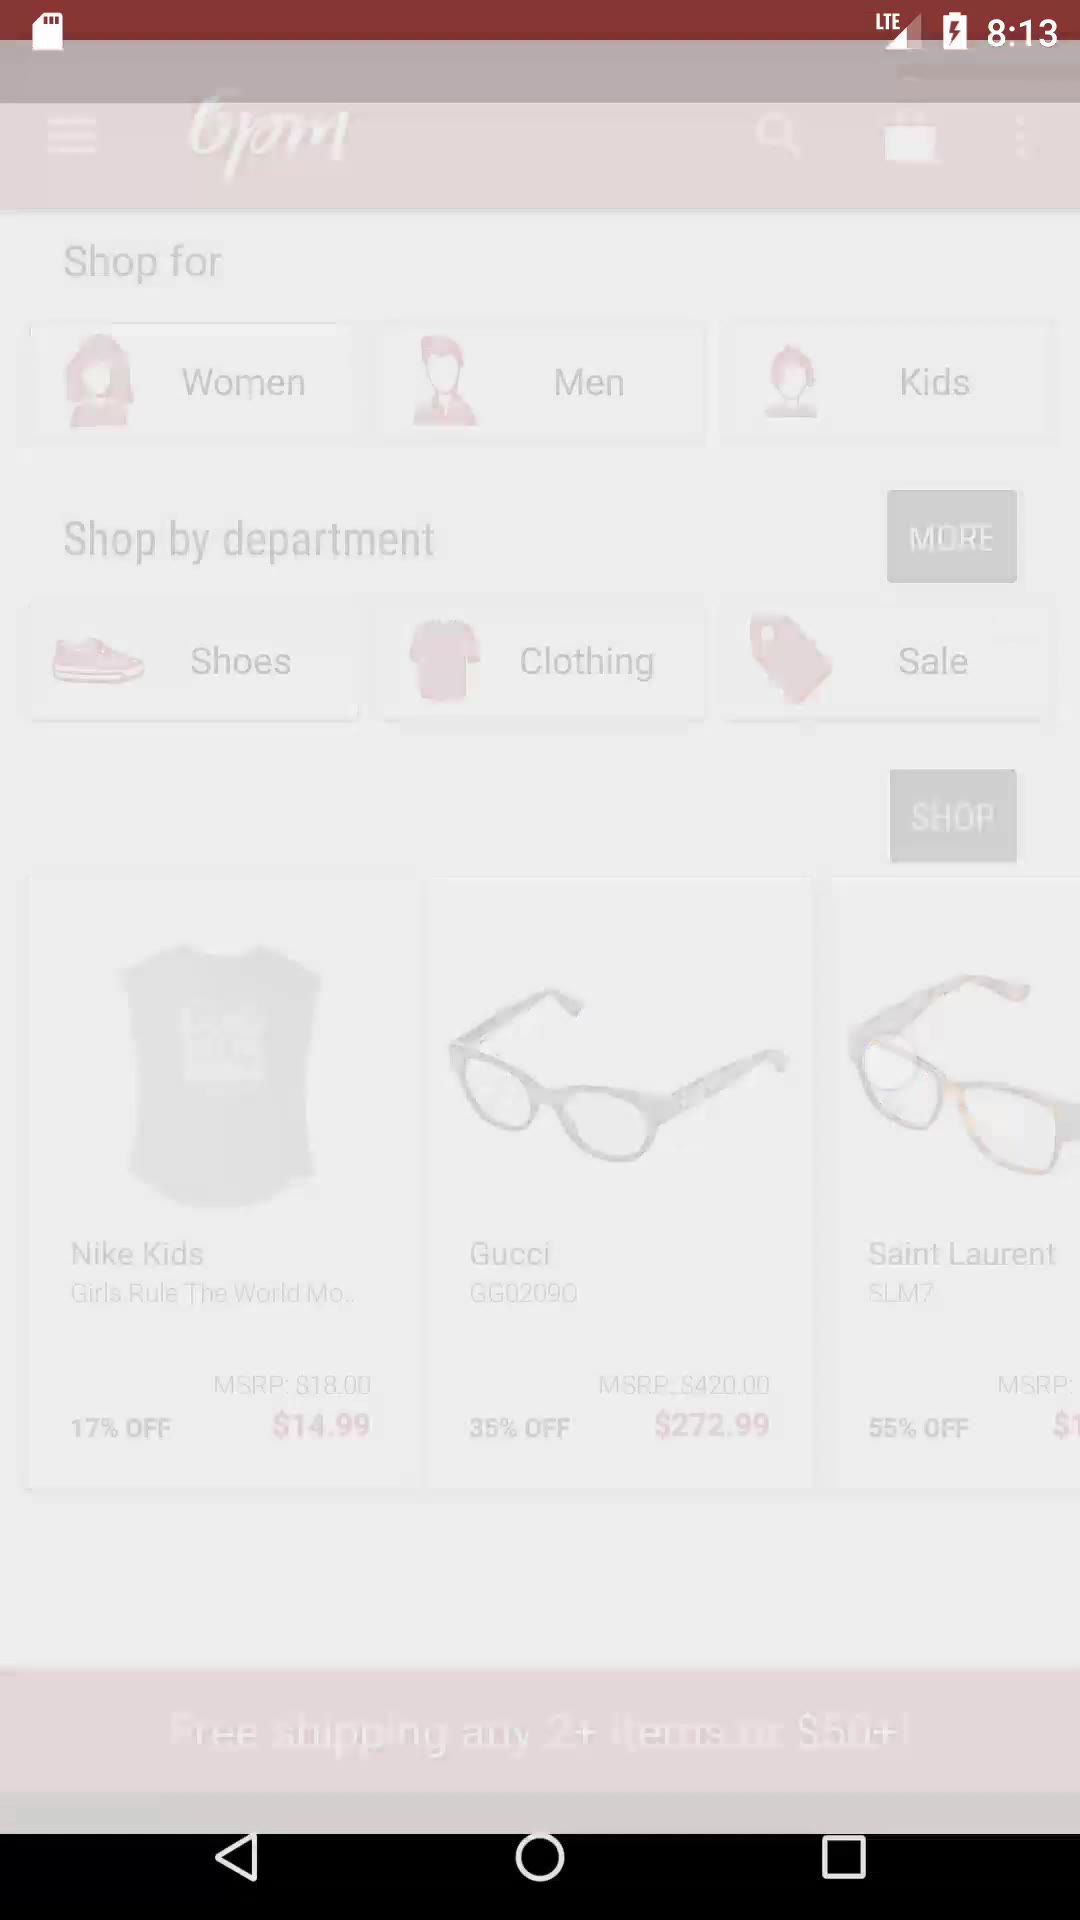 LTE 8:13
6pm
Shop for
Women Men Kids
Shop by department MORE
Shoes Clothing Sale
SHOP
Nike Kids
Girls Rule The World Mo...
MSRP: $18.00
17% OFF $14.99
Gucci
GG0209O
MSRP: $420.00
35% OFF $272.99
Saint Laurent
SLM7
MSRP:
55% OFF $1
Free shipping any 2+ items or $50+!